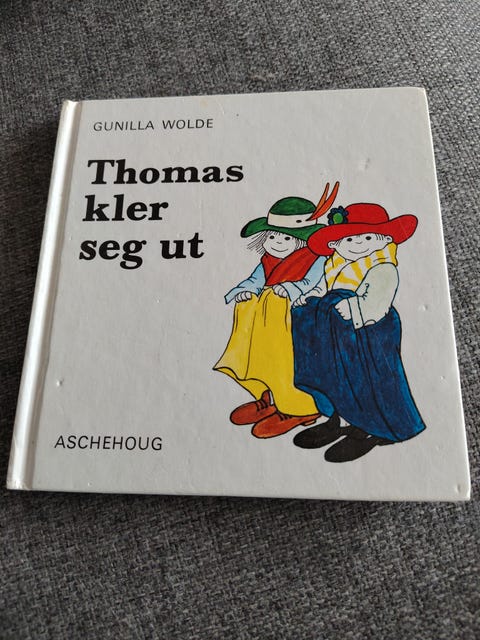 GUNILLA WOLDE
Thomas
kler
seg ut
ASCHEHOUG